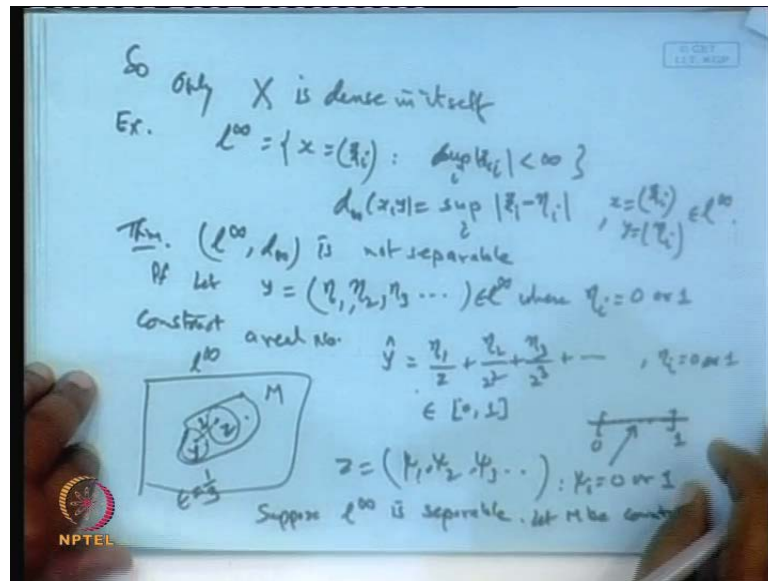 So only X is dense in itself
© CET
I.I.T. KGP
Ex. l^∞ = { x = (ξ_i) : sup_i |ξ_i| < ∞ }
d_∞(x,y) = sup_i |ξ_i - η_i| , x = (ξ_i) y = (η_i) ∈ l^∞.
Thm. (l^∞, d_∞) is not separable
Pf Let y = (η_1, η_2, η_3 ...) ∈ l^∞ where η_i = 0 or 1
Construct a real No. ŷ = η_1/2 + η_2/2^2 + η_3/2^3 + ... , η_i = 0 or 1
∈ [0, 1]
l^∞
M
y z
0 1
ε = 1/3
z = (ψ_1, ψ_2, ψ_3 ...) : ψ_i = 0 or 1
Suppose l^∞ is separable. Let M be
NPTEL